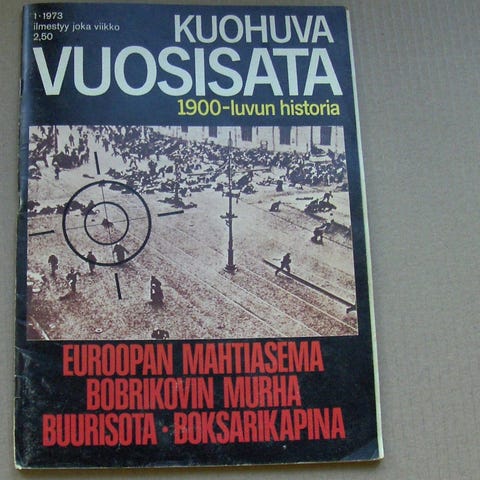 1·1973
ilmestyy joka viikko
2,50
KUOHUVA
VUOSISATA
1900-luvun historia
EUROOPAN MAHTIASEMA
BOBRIKOVIN MURHA
BUURISOTA · BOKSARIKAPINA